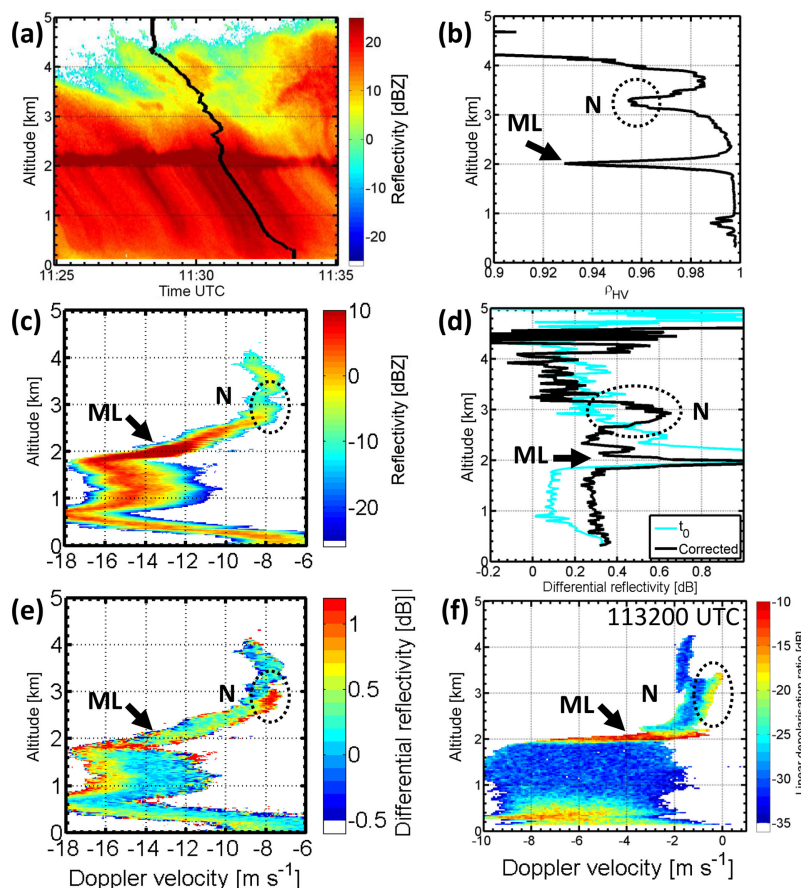 (a)
5
4
3
2
1
0
Altitude [km]
11:25
11:30
11:35
Time UTC
20
10
0
-10
-20
Reflectivity [dBZ]
(b)
5
4
3
2
1
Altitude [km]
N
ML
0.9
0.92
0.94
0.96
0.98
1
ρHV
(c)
5
4
3
2
1
0
Altitude [km]
N
ML
-18
-16
-14
-12
-10
-8
-6
10
0
-10
-20
Reflectivity [dBZ]
(d)
5
4
3
2
1
0
Altitude [km]
N
ML
t0
Corrected
-0.2
0
0.2
0.4
0.6
0.8
Differential reflectivity [dB]
(e)
5
4
3
2
1
0
Altitude [km]
N
ML
-18
-16
-14
-12
-10
-8
-6
Doppler velocity [m s-1]
1
0.5
0
-0.5
Differential reflectivity [dB]
(f)
113200 UTC
5
4
3
2
1
0
Altitude [km]
N
ML
-10
-8
-6
-4
-2
0
Doppler velocity [m s-1]
-10
-15
-20
-25
-30
-35
Linear depolarisation ratio [dB]